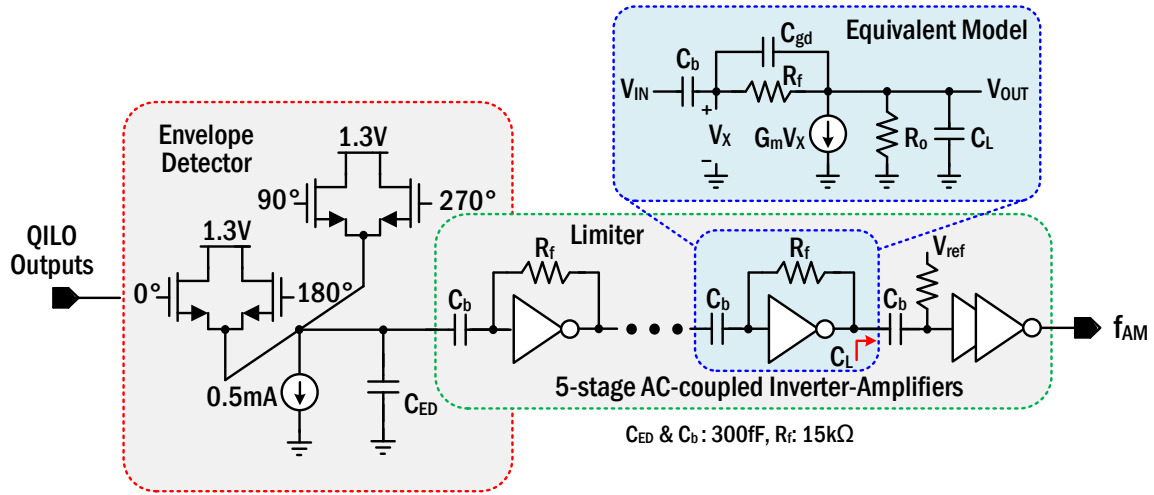 Equivalent Model
C_gd
C_b
R_f
V_IN
V_OUT
+
V_X
-
G_mV_X
R_o
C_L
Envelope
Detector
1.3V
90°
270°
1.3V
0°
180°
QILO
Outputs
0.5mA
C_ED
Limiter
R_f
C_b
R_f
C_b
V_ref
C_b
C_L
f_AM
5-stage AC-coupled Inverter-Amplifiers
C_ED & C_b : 300fF, R_f: 15kΩ